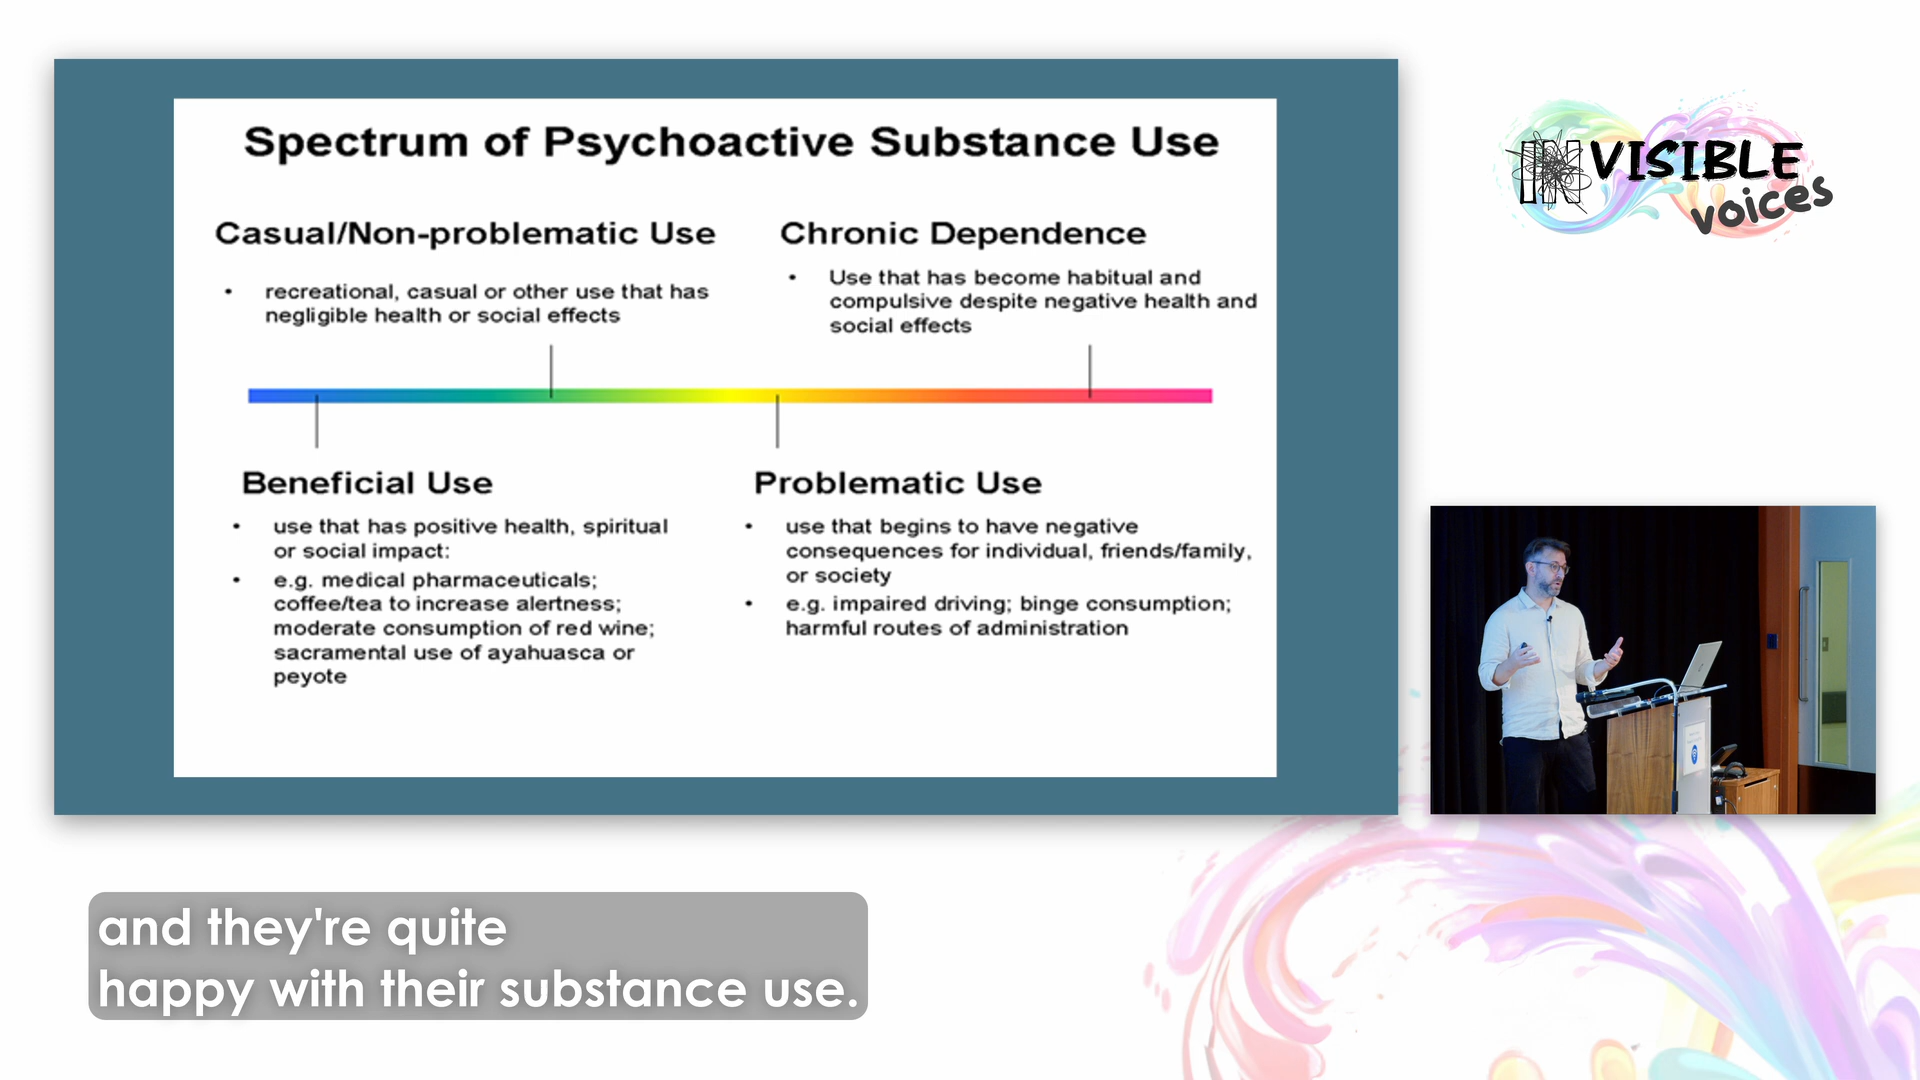 Spectrum of Psychoactive Substance Use
Casual/Non-problematic Use
• recreational, casual or other use that has
negligible health or social effects
Chronic Dependence
• Use that has become habitual and
compulsive despite negative health and
social effects
Beneficial Use
• use that has positive health, spiritual
or social impact:
• e.g. medical pharmaceuticals;
coffee/tea to increase alertness;
moderate consumption of red wine;
sacramental use of ayahuasca or
peyote
Problematic Use
• use that begins to have negative
consequences for individual, friends/family,
or society
• e.g. impaired driving; binge consumption;
harmful routes of administration
INVISIBLE
voices
and they're quite
happy with their substance use.